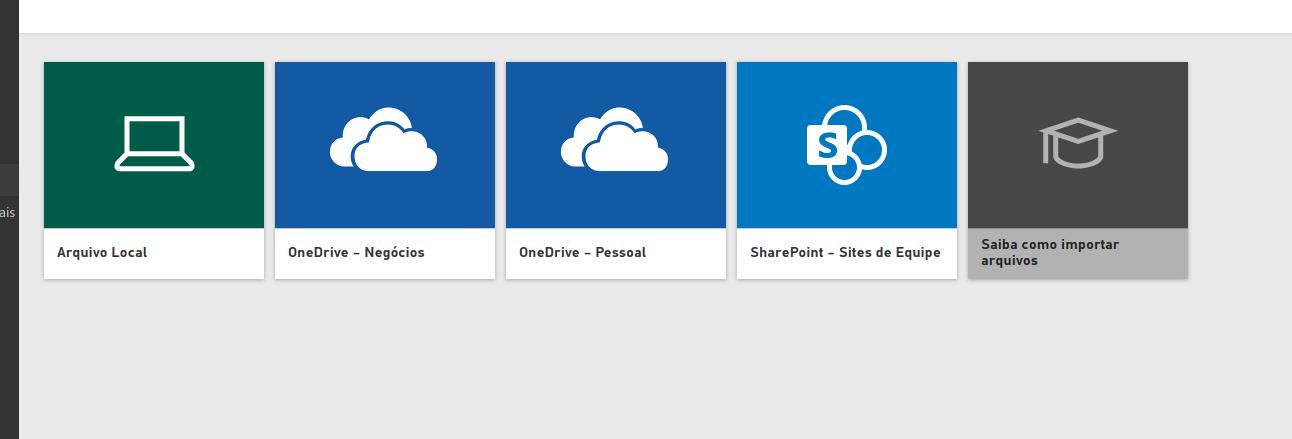 ais
Arquivo Local
OneDrive – Negócios
OneDrive – Pessoal
S
SharePoint – Sites de Equipe
Saiba como importar
arquivos